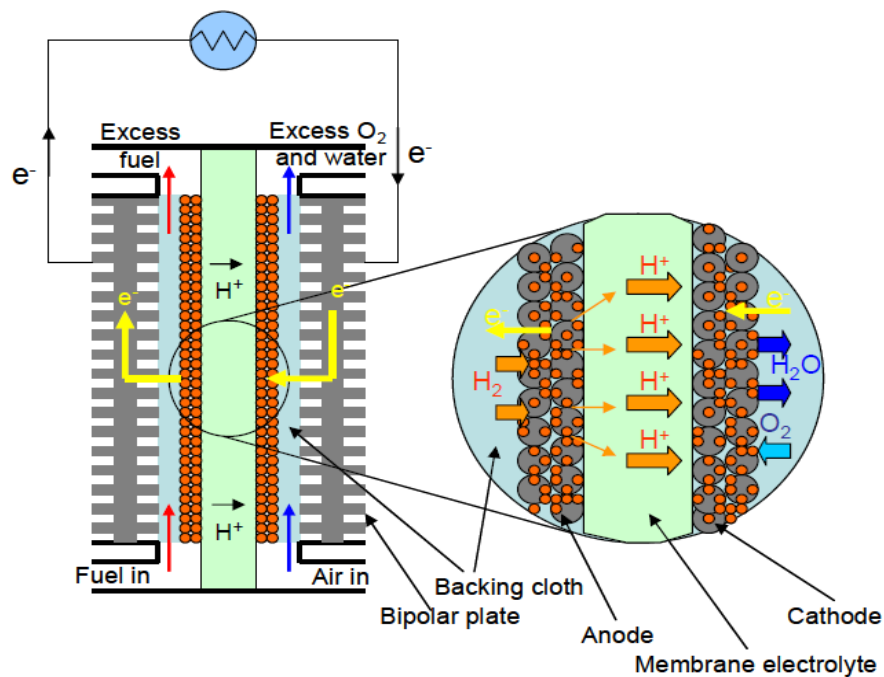 Excess
fuel
Excess O₂
and water
e⁻
e⁻
H⁺
e⁻
e
H⁺
Fuel in
Air in
Backing cloth
Bipolar plate
H⁺
e⁻
e⁻
H⁺
H₂O
H₂
H⁺
O₂
H⁺
Anode
Cathode
Membrane electrolyte